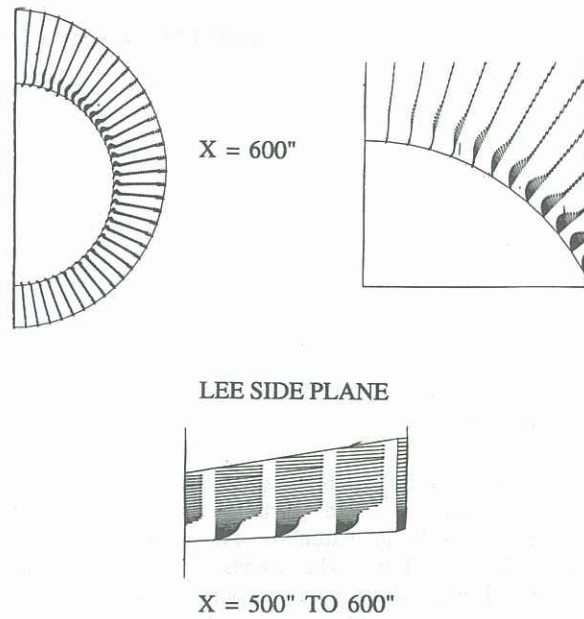 X = 600"
LEE SIDE PLANE
X = 500" TO 600"